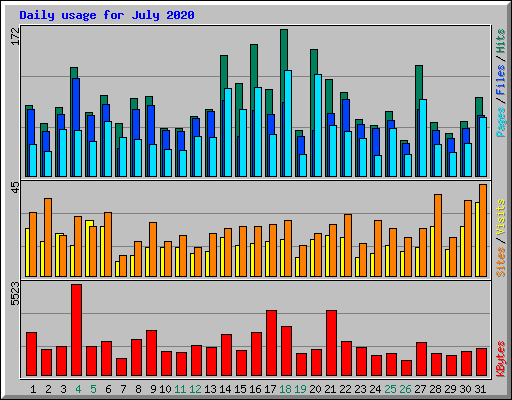 Daily usage for July 2020
172
Pages / Files / Hits
45
Sites / Visits
5523
KBytes
1 2 3 4 5 6 7 8 9 10 11 12 13 14 15 16 17 18 19 20 21 22 23 24 25 26 27 28 29 30 31